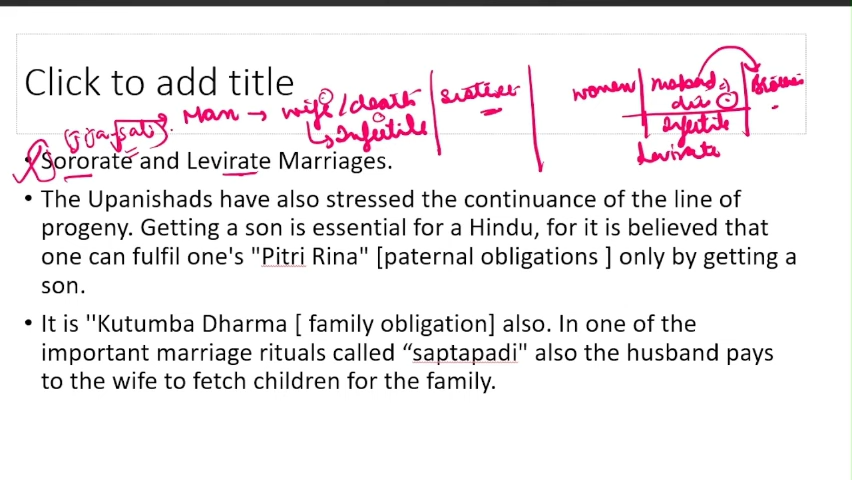 Click to add title
women | husband | Brother
Man → wife / death | sister
die
Infertile
Infertile
Levirate
• Sororate and Levirate Marriages.
• The Upanishads have also stressed the continuance of the line of
progeny. Getting a son is essential for a Hindu, for it is believed that
one can fulfil one's "Pitri Rina" [paternal obligations ] only by getting a
son.
• It is "Kutumba Dharma [ family obligation] also. In one of the
important marriage rituals called “saptapadi" also the husband pays
to the wife to fetch children for the family.